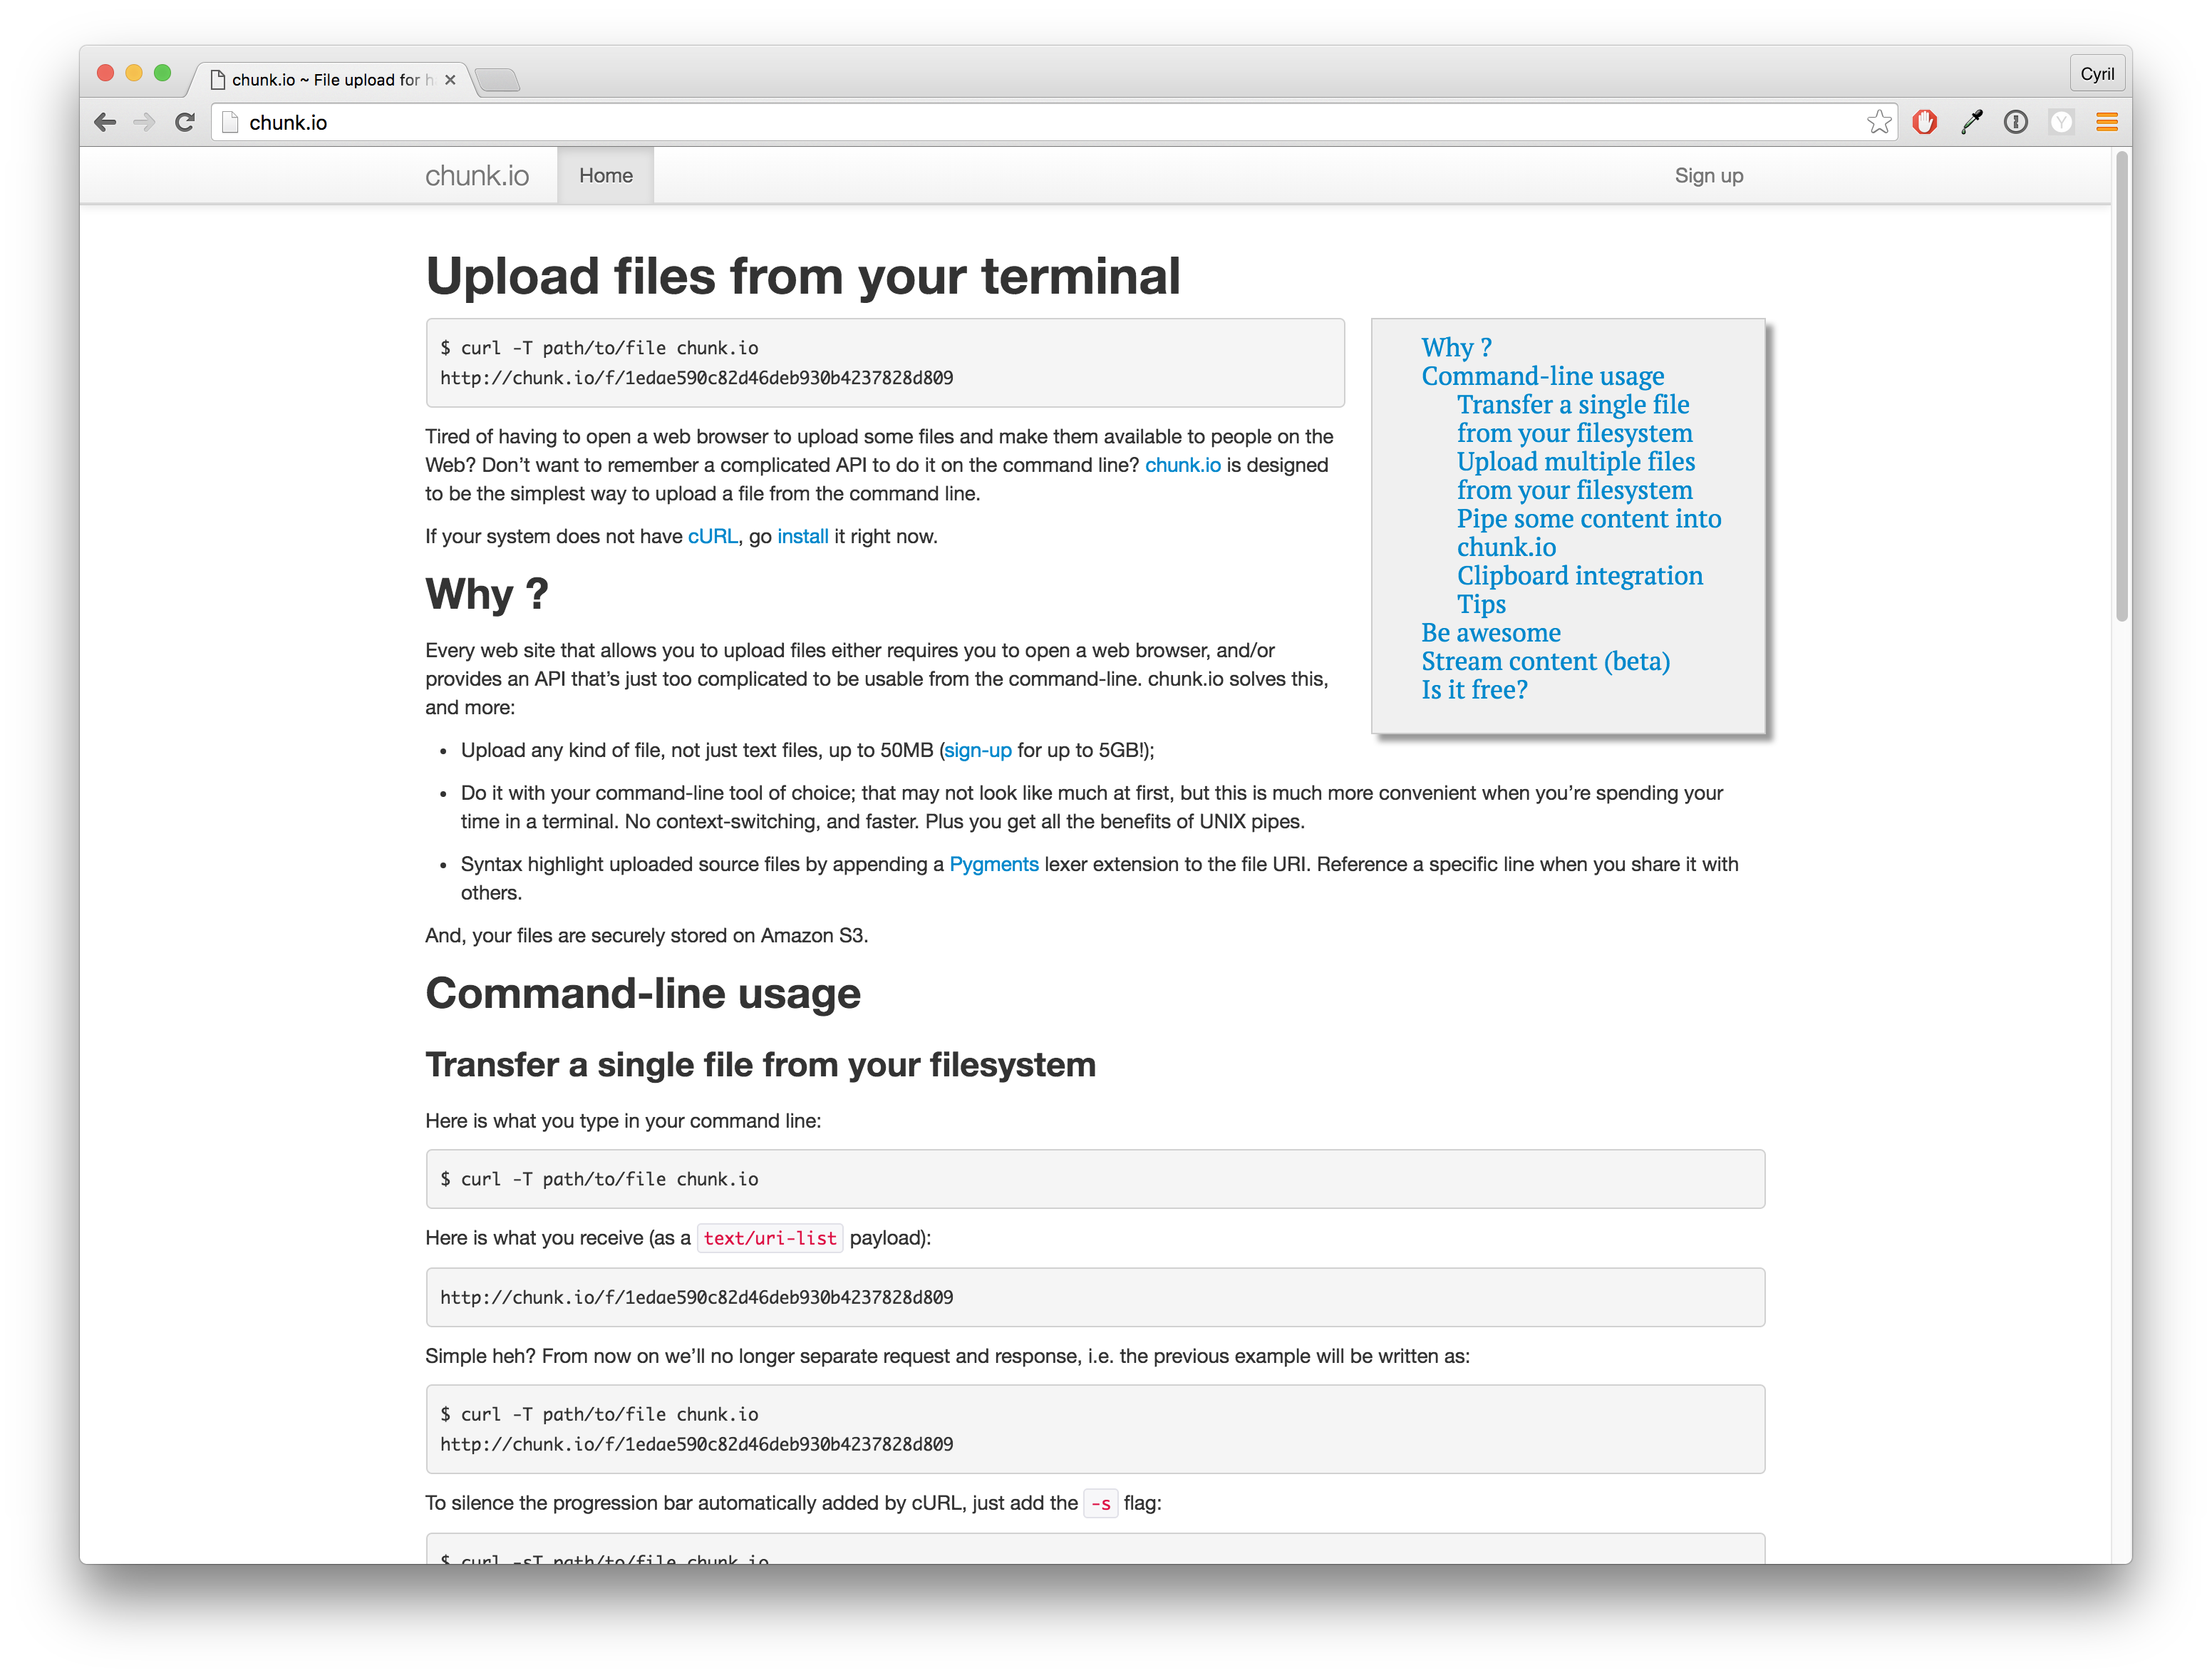 chunk.io ~ File upload for h
Cyril
chunk.io
chunk.io
Home
Sign up
Upload files from your terminal
$ curl -T path/to/file chunk.io
http://chunk.io/f/1edae590c82d46deb930b4237828d809
Tired of having to open a web browser to upload some files and make them available to people on the
Web? Don’t want to remember a complicated API to do it on the command line? chunk.io is designed
to be the simplest way to upload a file from the command line.
If your system does not have cURL, go install it right now.
Why ?
Command-line usage
Transfer a single file
from your filesystem
Upload multiple files
from your filesystem
Pipe some content into
chunk.io
Clipboard integration
Tips
Be awesome
Stream content (beta)
Is it free?
Why ?
Every web site that allows you to upload files either requires you to open a web browser, and/or
provides an API that’s just too complicated to be usable from the command-line. chunk.io solves this,
and more:
• Upload any kind of file, not just text files, up to 50MB (sign-up for up to 5GB!);
• Do it with your command-line tool of choice; that may not look like much at first, but this is much more convenient when you’re spending your
time in a terminal. No context-switching, and faster. Plus you get all the benefits of UNIX pipes.
• Syntax highlight uploaded source files by appending a Pygments lexer extension to the file URI. Reference a specific line when you share it with
others.
And, your files are securely stored on Amazon S3.
Command-line usage
Transfer a single file from your filesystem
Here is what you type in your command line:
$ curl -T path/to/file chunk.io
Here is what you receive (as a text/uri-list payload):
http://chunk.io/f/1edae590c82d46deb930b4237828d809
Simple heh? From now on we’ll no longer separate request and response, i.e. the previous example will be written as:
$ curl -T path/to/file chunk.io
http://chunk.io/f/1edae590c82d46deb930b4237828d809
To silence the progression bar automatically added by cURL, just add the -s flag:
$ curl -sT path/to/file chunk.io